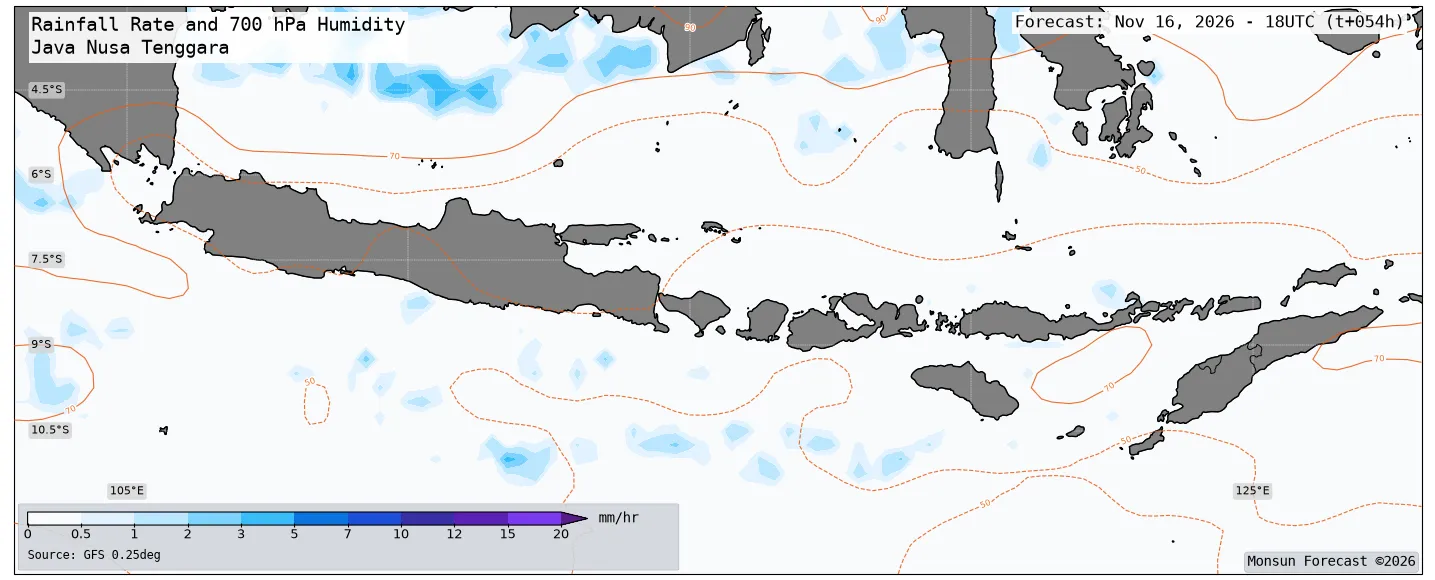 Rainfall Rate and 700 hPa Humidity
Java Nusa Tenggara
Forecast: Nov 16, 2026 - 18UTC (t+054h)
90
90
4.5°S
70
50
6°S
7.5°S
9°S
50
70
70
70
10.5°S
50
105°E
125°E
50
mm/hr
0 0.5 1 2 3 5 7 10 12 15 20
Source: GFS 0.25deg
Monsun Forecast ©2026